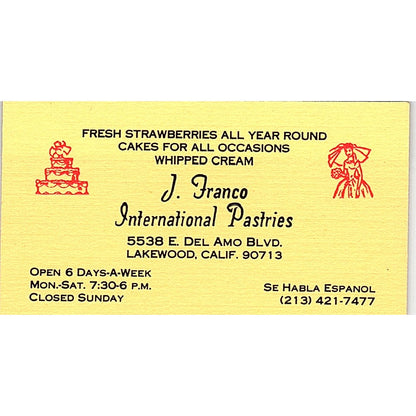 FRESH STRAWBERRIES ALL YEAR ROUND
CAKES FOR ALL OCCASIONS
WHIPPED CREAM
J. Franco
International Pastries
5538 E. DEL AMO BLVD.
LAKEWOOD, CALIF. 90713
OPEN 6 DAYS-A-WEEK
MON.-SAT. 7:30-6 P.M.
CLOSED SUNDAY
SE HABLA ESPANOL
(213) 421-7477